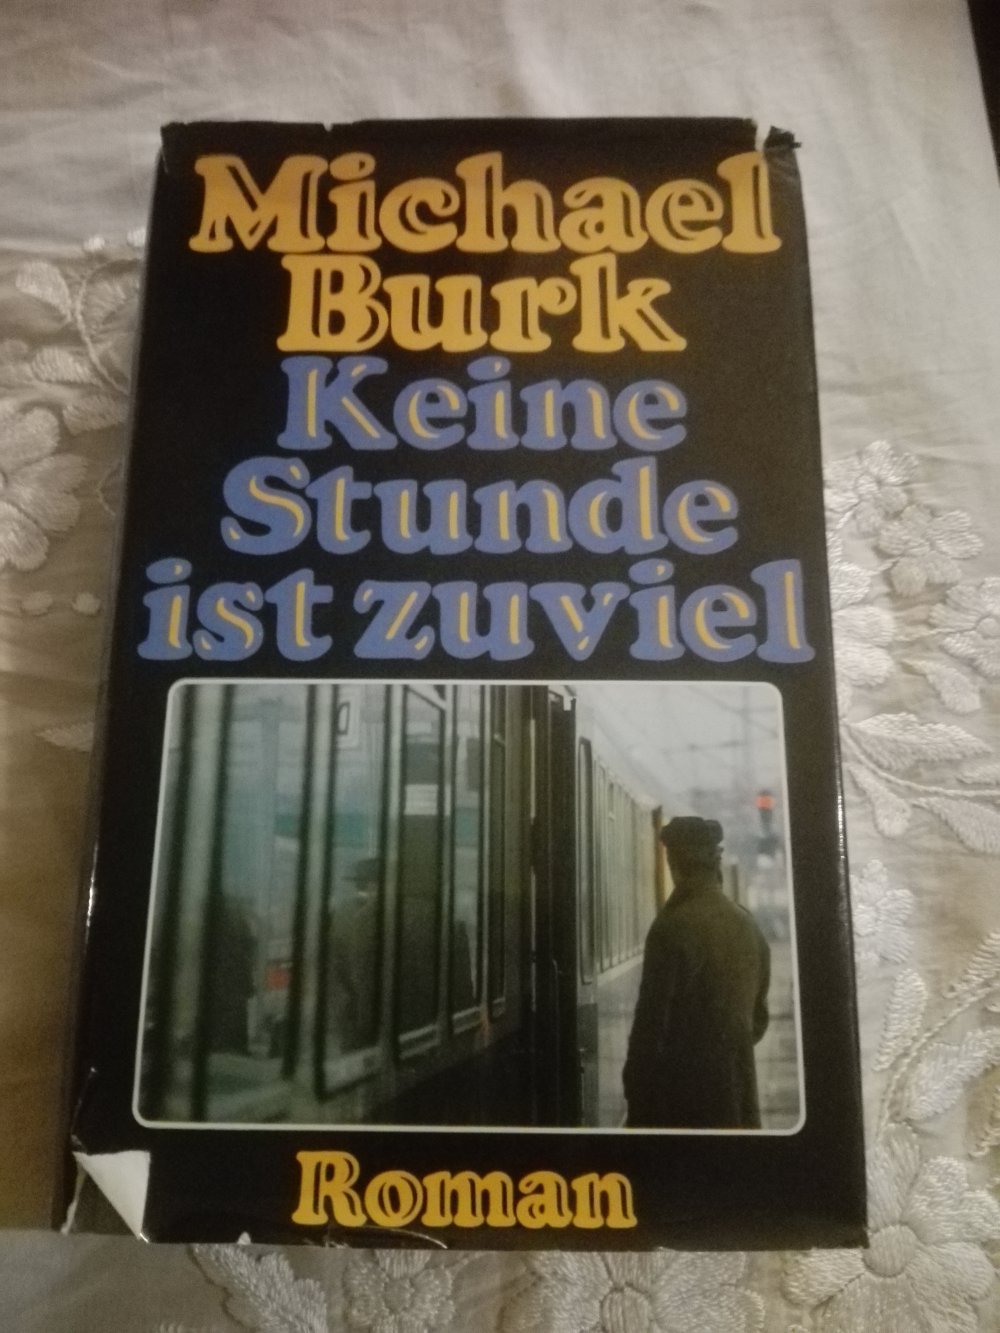 Michael
Burk
Keine
Stunde
ist zuviel
Roman